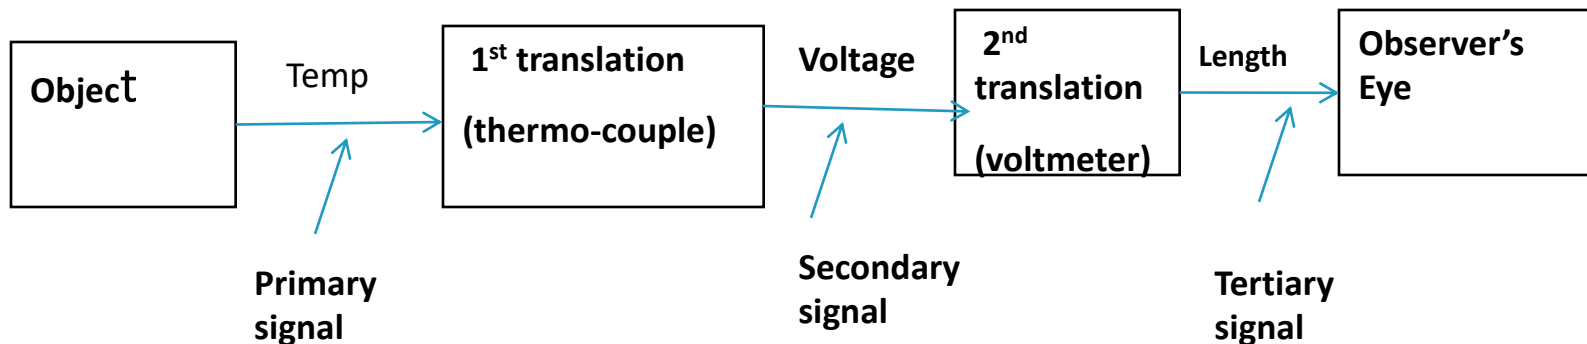 Object
Temp
1st translation
(thermo-couple)
Voltage
2nd
translation
(voltmeter)
Length
Observer's
Eye
Primary
signal
Secondary
signal
Tertiary
signal